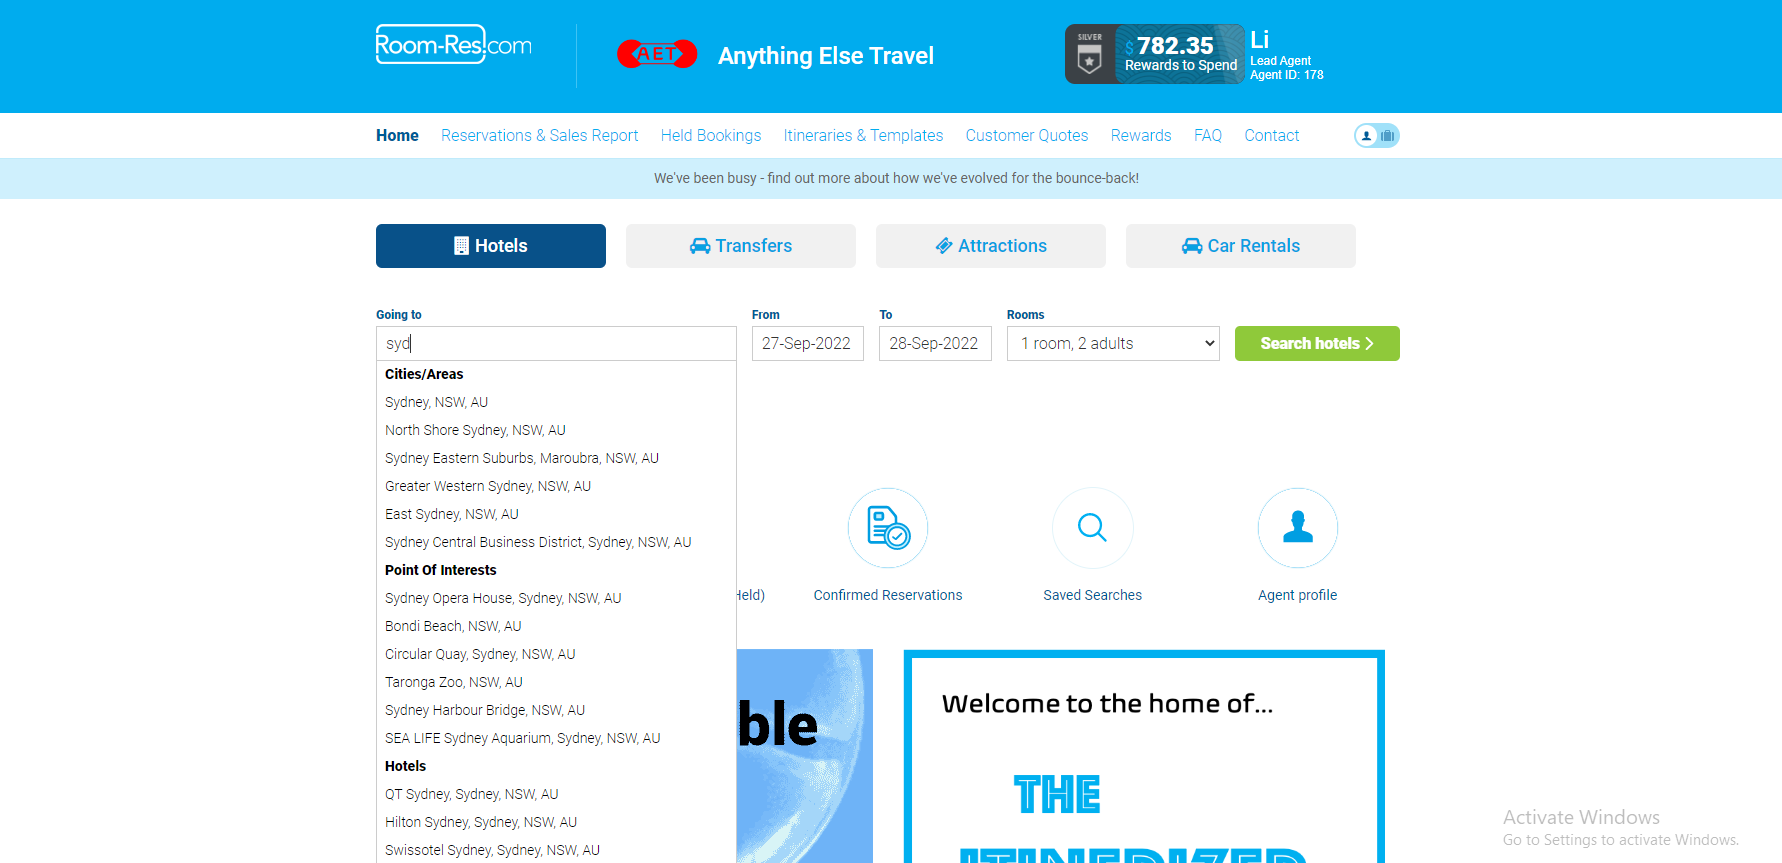 Room-Res.com
AET
Anything Else Travel
SILVER
$782.35
Rewards to Spend
Li
Lead Agent
Agent ID: 178
Home
Reservations & Sales Report
Held Bookings
Itineraries & Templates
Customer Quotes
Rewards
FAQ
Contact
We've been busy - find out more about how we've evolved for the bounce-back!
Hotels
Transfers
Attractions
Car Rentals
Going to
From
To
Rooms
syd
27-Sep-2022
28-Sep-2022
1 room, 2 adults
Search hotels
Cities/Areas
Sydney, NSW, AU
North Shore Sydney, NSW, AU
Sydney Eastern Suburbs, Maroubra, NSW, AU
Greater Western Sydney, NSW, AU
East Sydney, NSW, AU
Sydney Central Business District, Sydney, NSW, AU
Point Of Interests
Sydney Opera House, Sydney, NSW, AU
Bondi Beach, NSW, AU
Circular Quay, Sydney, NSW, AU
Taronga Zoo, NSW, AU
Sydney Harbour Bridge, NSW, AU
SEA LIFE Sydney Aquarium, Sydney, NSW, AU
Hotels
QT Sydney, Sydney, NSW, AU
Hilton Sydney, Sydney, NSW, AU
Swissotel Sydney, Sydney, NSW, AU
Held)
Confirmed Reservations
Saved Searches
Agent profile
ble
Welcome to the home of...
THE
ITINERIZER
Activate Windows
Go to Settings to activate Windows.